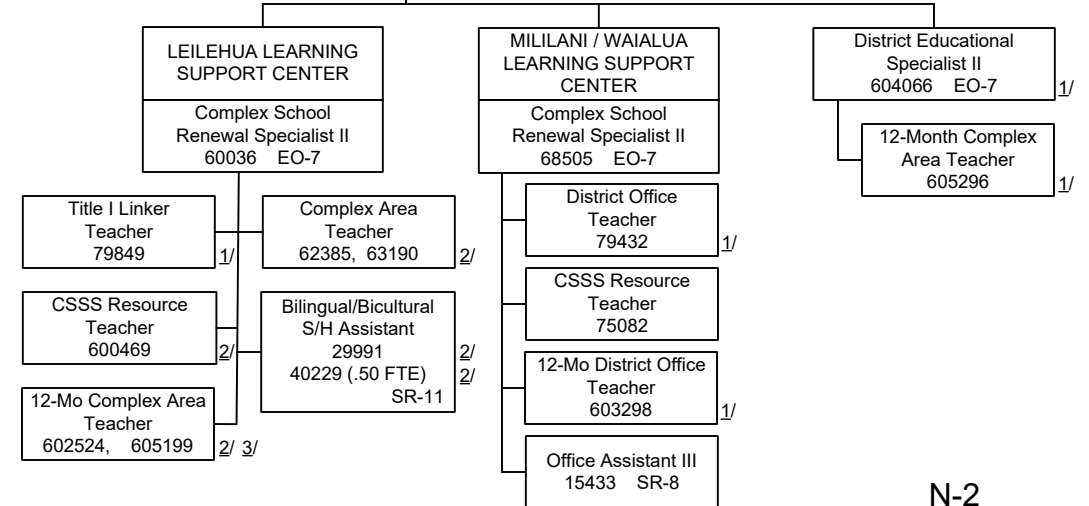 LEILEHUA LEARNING
SUPPORT CENTER
Complex School
Renewal Specialist II
60036 EO-7
Title I Linker
Teacher
79849
1/
Complex Area
Teacher
62385, 63190
2/
CSSS Resource
Teacher
600469
2/
Bilingual/Bicultural
S/H Assistant
29991
2/
40229 (.50 FTE)
2/
SR-11
12-Mo Complex Area
Teacher
602524, 605199
2/ 3/
MILILANI / WAIALUA
LEARNING SUPPORT
CENTER
Complex School
Renewal Specialist II
68505 EO-7
District Office
Teacher
79432
1/
CSSS Resource
Teacher
75082
12-Mo District Office
Teacher
603298
1/
Office Assistant III
15433 SR-8
District Educational
Specialist II
604066 EO-7
1/
12-Month Complex
Area Teacher
605296
1/
N-2